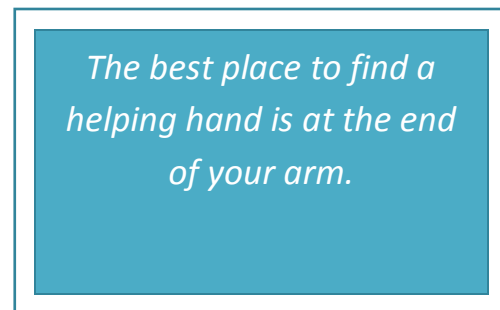 The best place to find a
helping hand is at the end
of your arm.